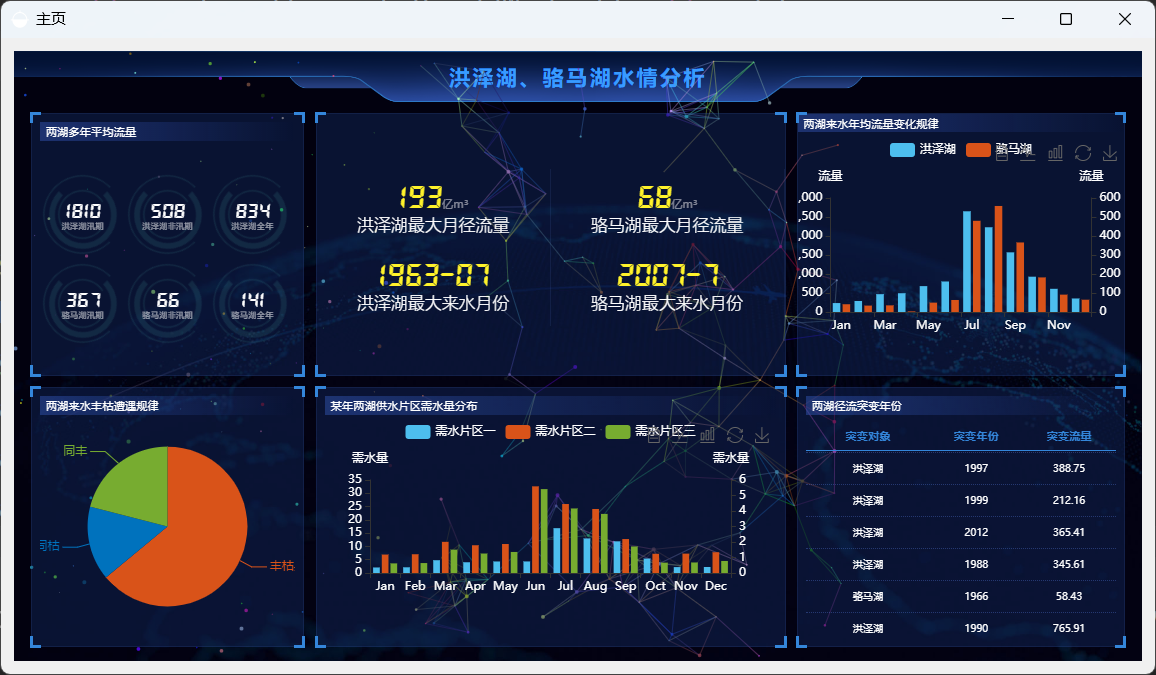 主页
洪泽湖、骆马湖水情分析
两湖多年平均流量
1810
508
834
洪泽湖汛期
洪泽湖非汛期
洪泽湖全年
367
66
141
骆马湖汛期
骆马湖非汛期
骆马湖全年
193亿m³
洪泽湖最大月径流量
68亿m³
骆马湖最大月径流量
1963-07
洪泽湖最大来水月份
2007-7
骆马湖最大来水月份
两湖来水年均流量变化规律
洪泽湖 骆马湖
流量 流量
,000 600
,500 500
,000 400
,500 300
,000 200
500 100
0 0
Jan Mar May Jul Sep Nov
两湖来水丰枯遭遇规律
同丰
同枯
丰枯
某年两湖供水片区需水量分布
需水片区一 需水片区二 需水片区三
需水量 需水量
35 6
30 5
25 4
20 3
15 2
10 1
5 0
0
Jan Feb Mar Apr May Jun Jul Aug Sep Oct Nov Dec
两湖径流突变年份
突变对象 突变年份 突变流量
洪泽湖 1997 388.75
洪泽湖 1999 212.16
洪泽湖 2012 365.41
洪泽湖 1988 345.61
骆马湖 1966 58.43
洪泽湖 1990 765.91